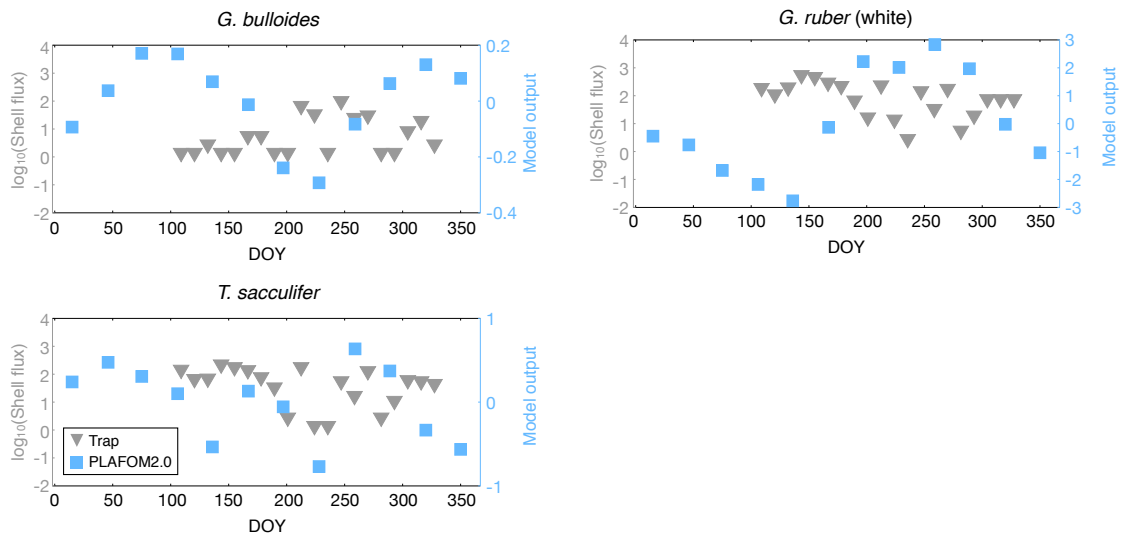 G. bulloides
4
3
2
1
0
-1
-2
log₁₀(Shell flux)
0.2
0
-0.2
-0.4
Model output
0 50 100 150 200 250 300 350
DOY
G. ruber (white)
4
3
2
1
0
-1
-2
log₁₀(Shell flux)
3
2
1
0
-1
-2
-3
Model output
0 50 100 150 200 250 300 350
DOY
T. sacculifer
4
3
2
1
0
-1
-2
log₁₀(Shell flux)
1
0
-1
Model output
Trap
PLAFOM2.0
0 50 100 150 200 250 300 350
DOY